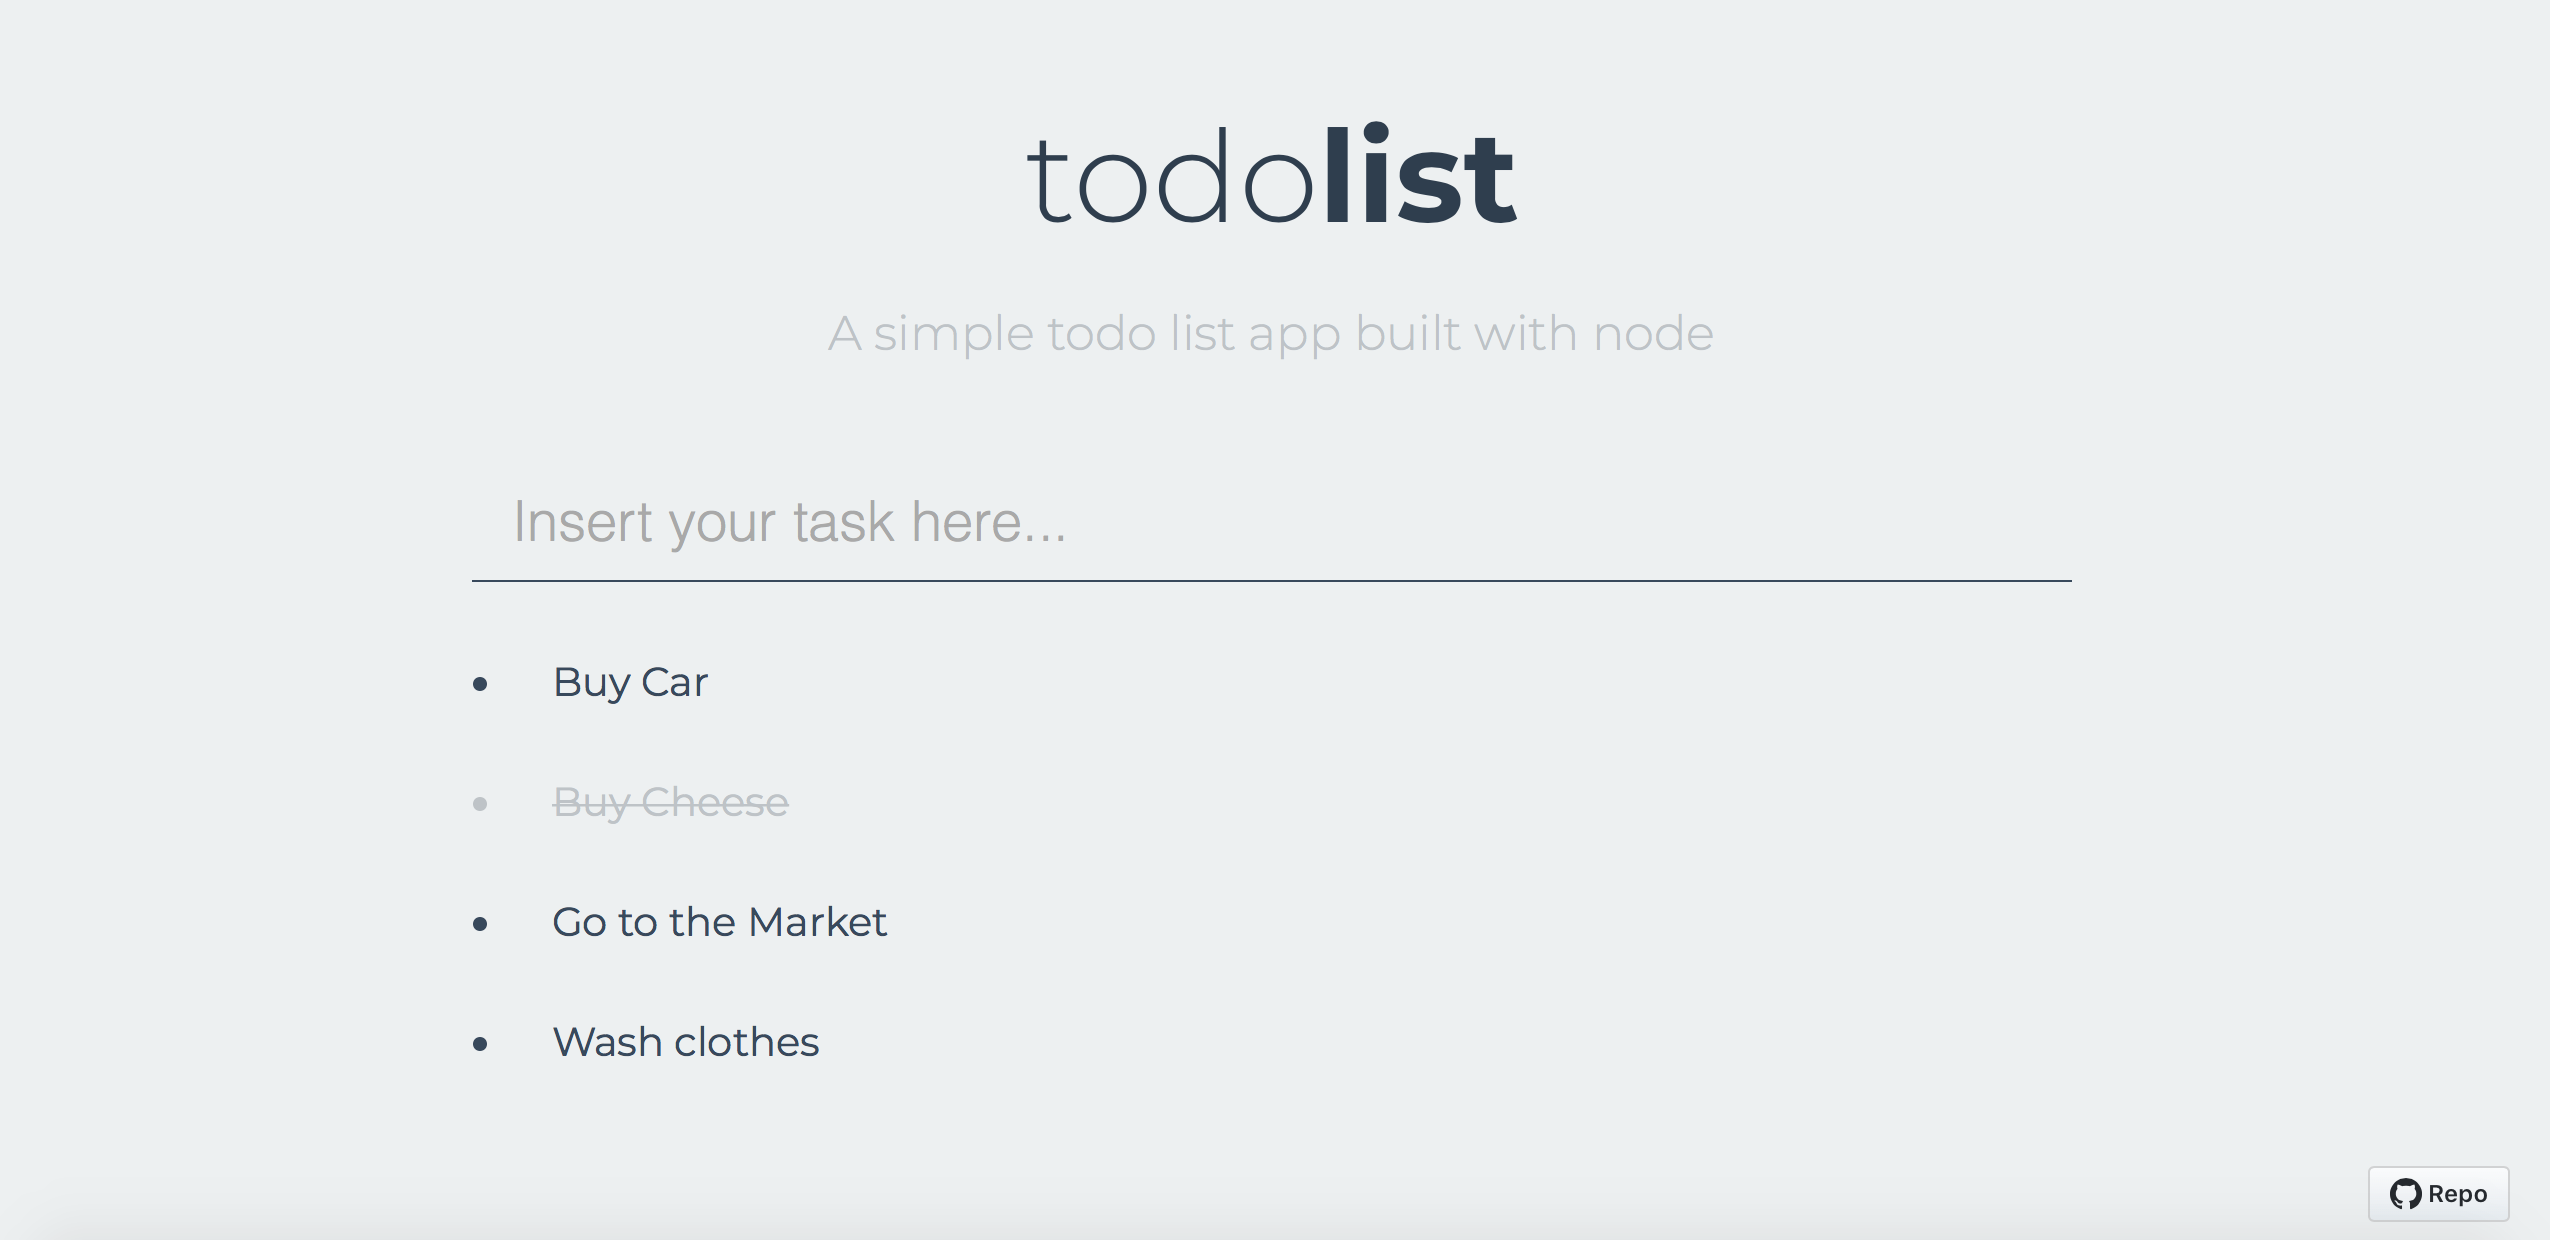 todolist
A simple todo list app built with node
Insert your task here...
Buy Car
Buy Cheese
Go to the Market
Wash clothes
Repo